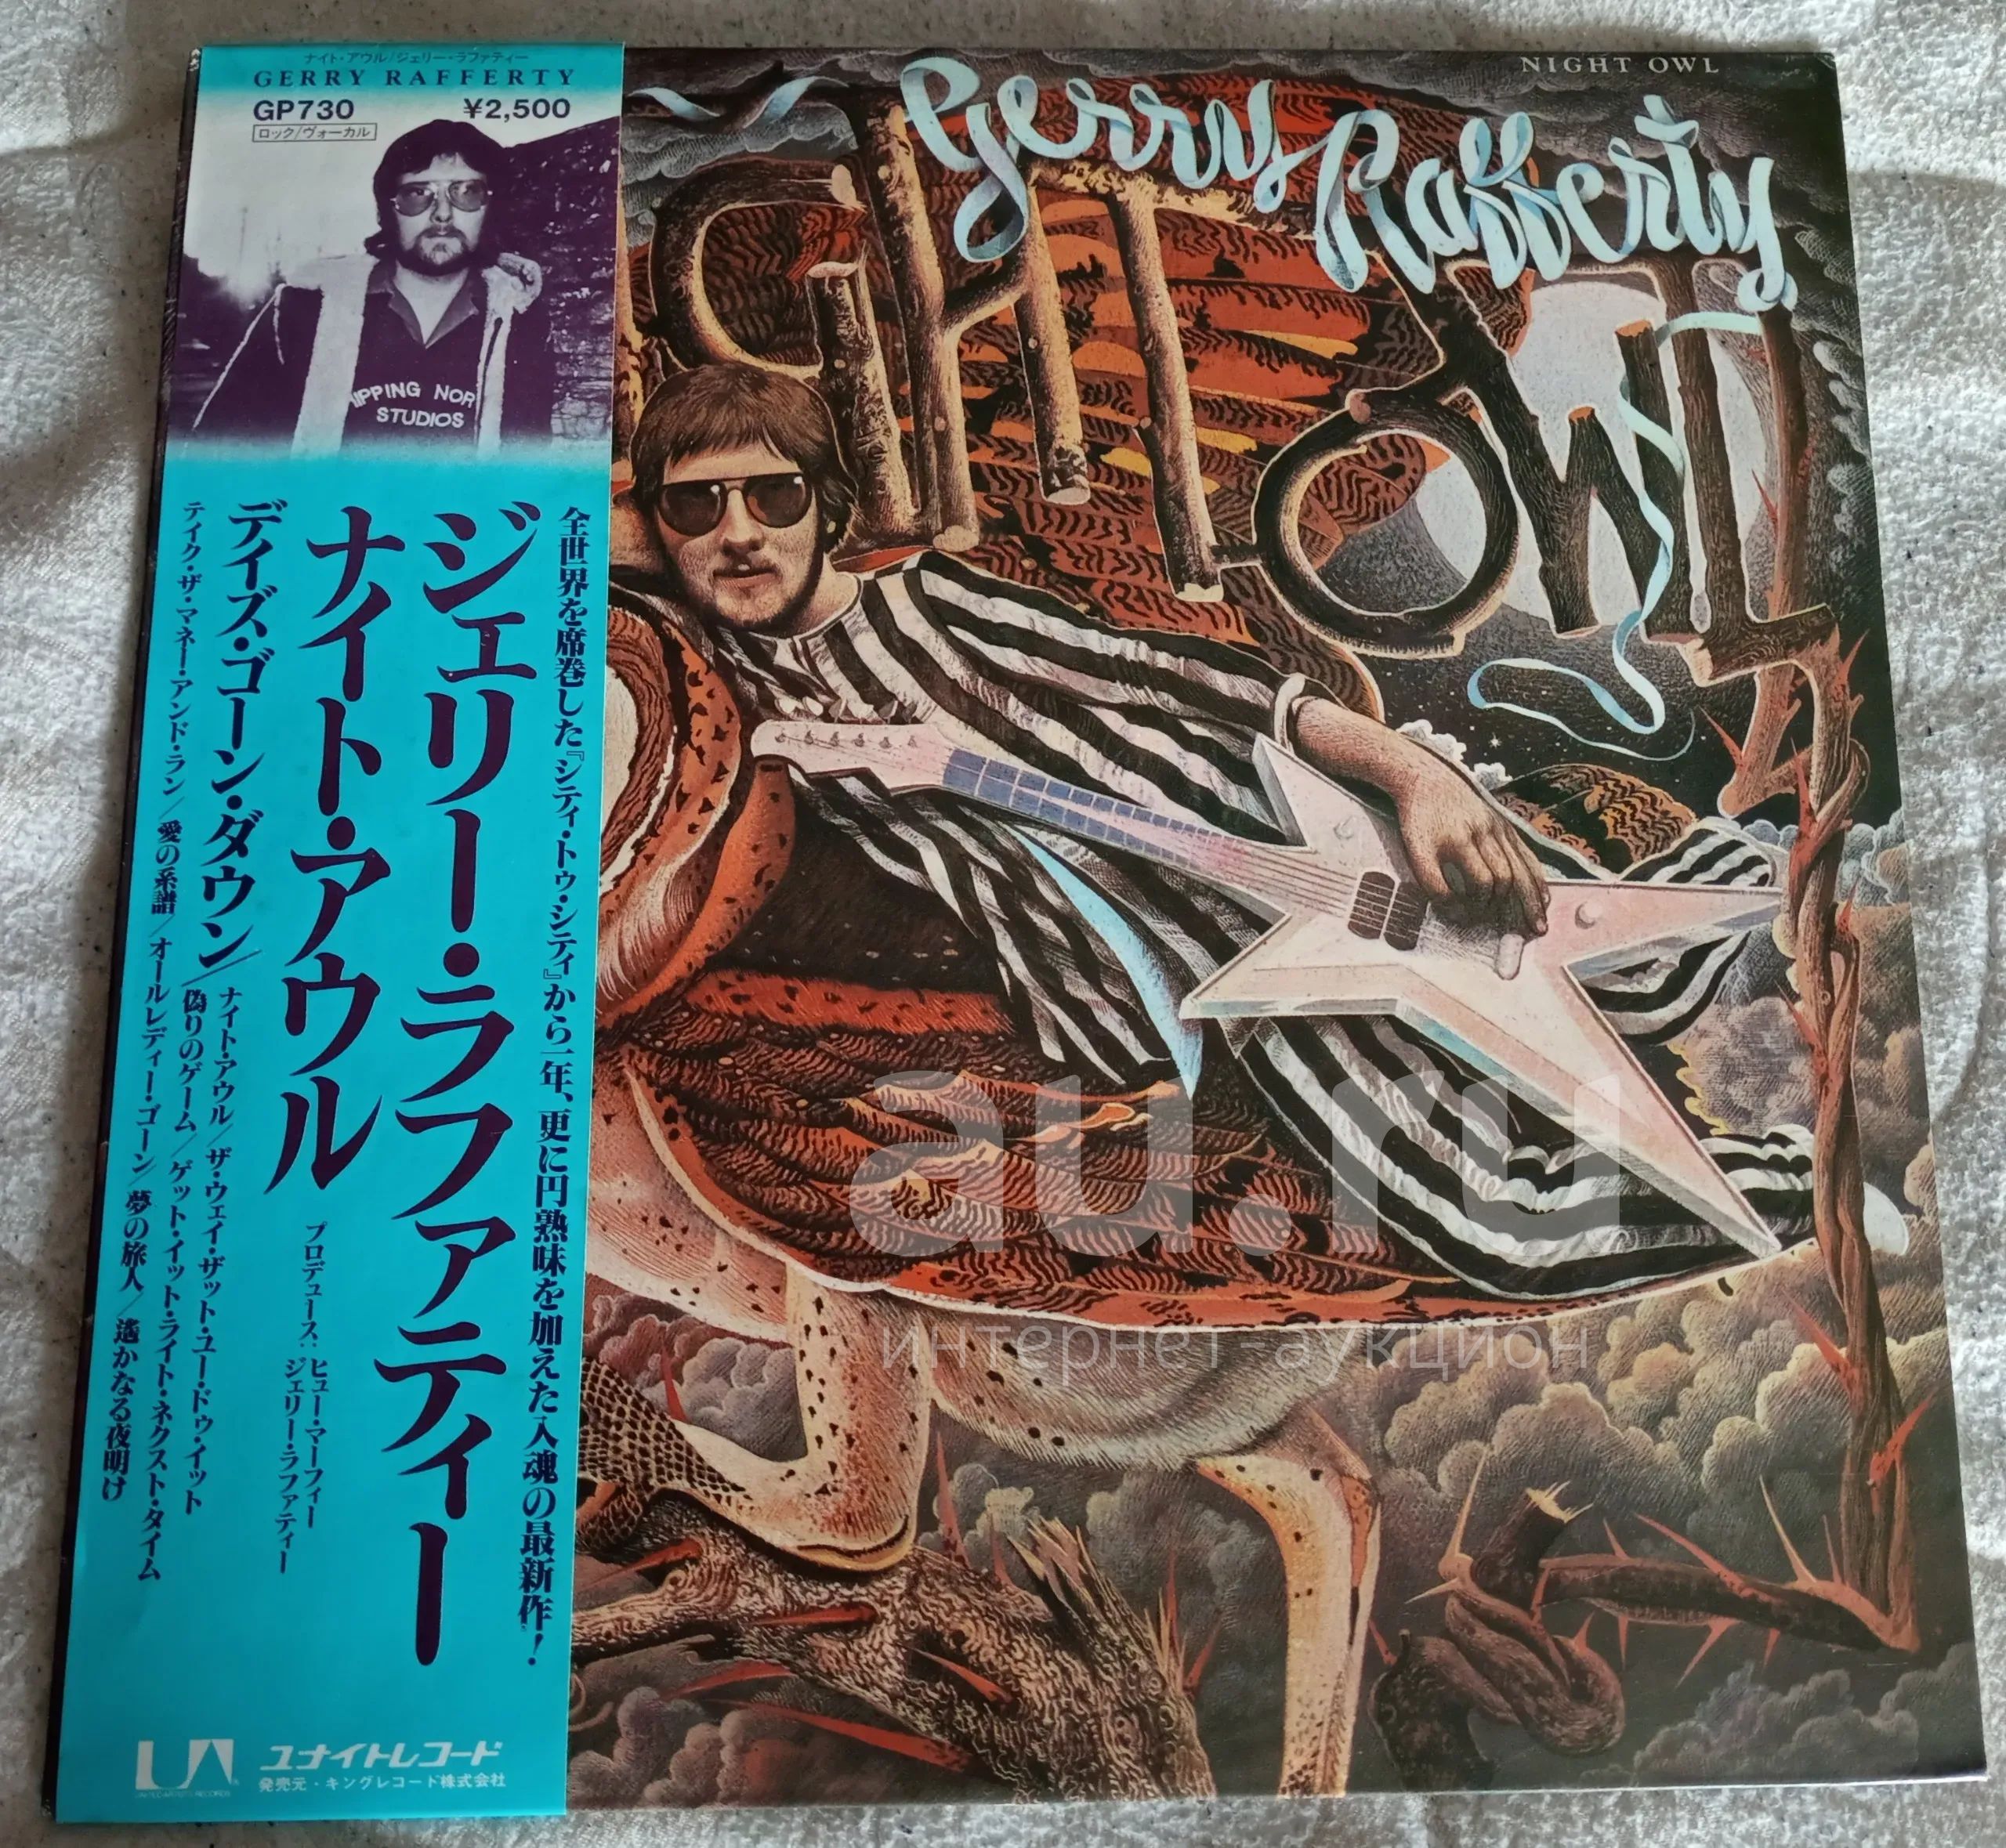 ナイト・アウル/ジェリー・ラファティー
GERRY RAFFERTY
GP730 ¥2,500
ロック/ヴォーカル
IPPING NOR
STUDIOS
全世界を席巻した『シティ・トゥ・シティ』から一年、更に円熟味を加えた入魂の最新作!
ジェリー・ラファティー
ナイト・アウル
プロデュース:ヒュー・マーフィー
ジェリー・ラファティー
デイズ・ゴーン・ダウン/ナイト・アウル/ザ・ウェイ・ザット・ユー・ドゥ・イット
偽りのゲーム/ゲット・イット・ライト・ネクスト・タイム
テイク・ザ・マネー・アンド・ラン/愛の系譜/オールレディー・ゴーン/夢の旅人/遙かなる夜明け
UA
UNITED ARTISTS RECORDS
ユナイトレコード
発売元・キングレコード株式会社
NIGHT OWL
Gerry Rafferty
GHT OWL
au.ru
интернет-аукцион